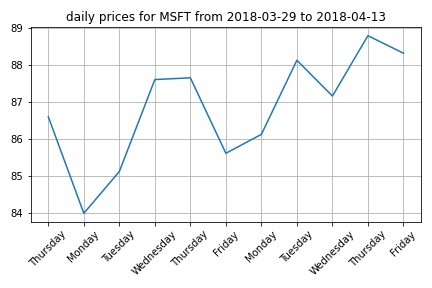 daily prices for MSFT from 2018-03-29 to 2018-04-13
89
88
87
86
85
84
Thursday
Monday
Tuesday
Wednesday
Thursday
Friday
Monday
Tuesday
Wednesday
Thursday
Friday